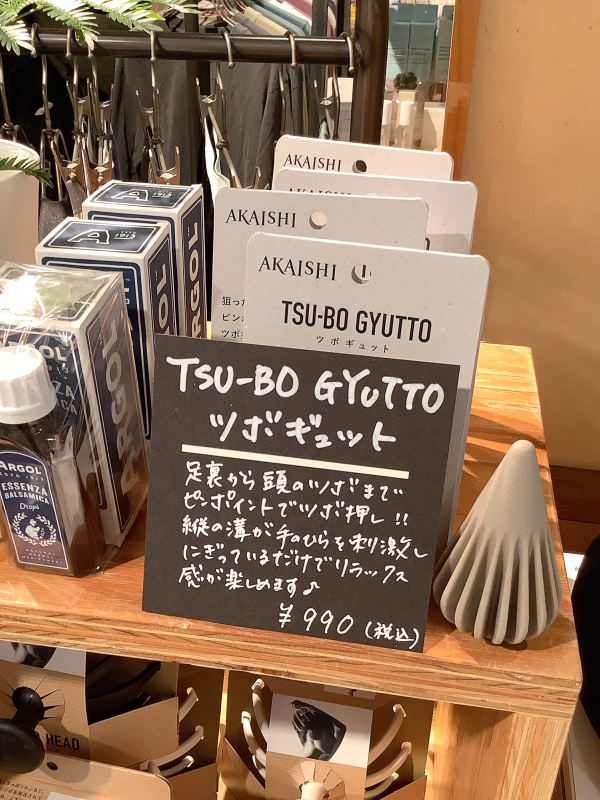 AKAISHI
AKAISHI
AKAISHI
TSU-BO GYUTTO
ツボギュット
TSU-BO GYUTTO
ツボギュット
足裏から頭のツボまで
ピンポイントでツボ押し!!
縦の溝が手のひらを刺激し
にぎっているだけでリラックス
感が楽しめます♪
¥990(税込)
ARGOL
ESSENZA
BALSAMICA
Drops
ARGOL
HEAD